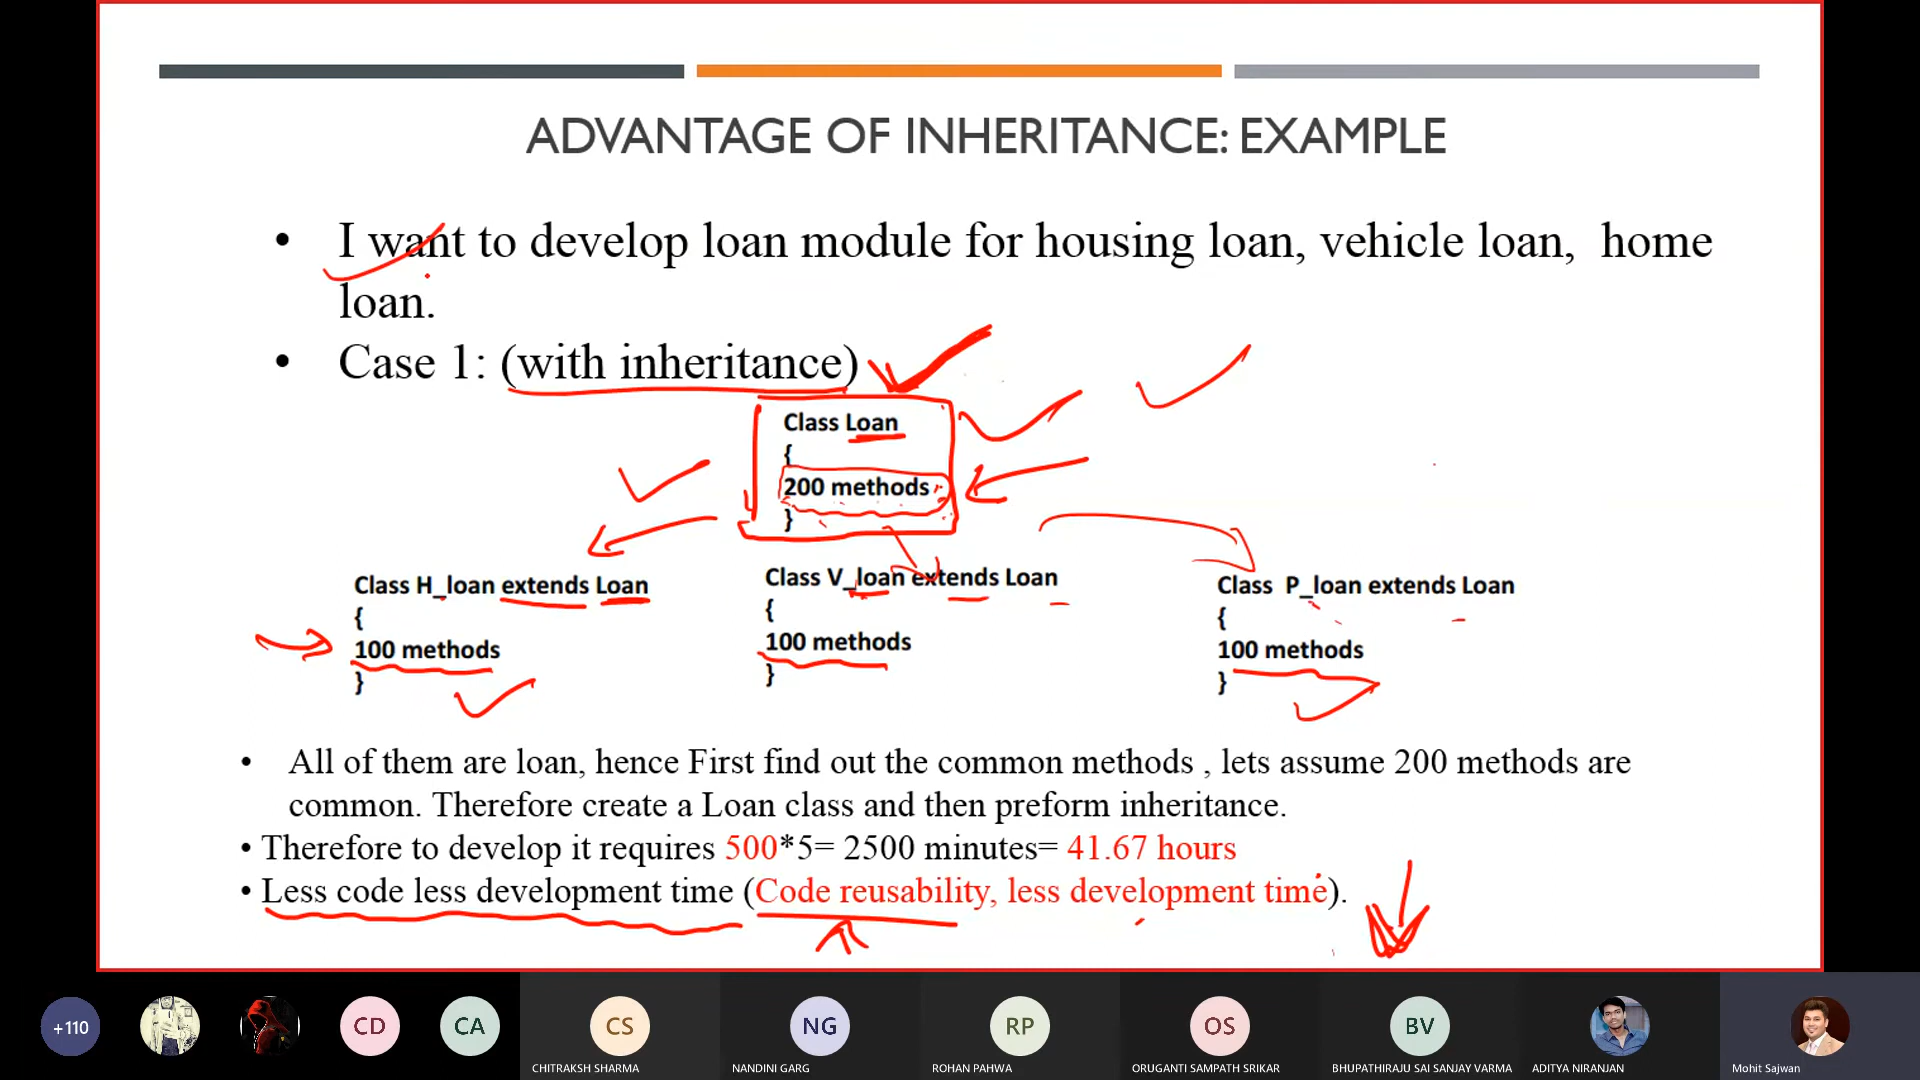 ADVANTAGE OF INHERITANCE: EXAMPLE
• I want to develop loan module for housing loan, vehicle loan, home
loan.
• Case 1: (with inheritance)
Class Loan
{
200 methods
}
Class H_loan extends Loan
{
100 methods
}
Class V_loan extends Loan
{
100 methods
}
Class P_loan extends Loan
{
100 methods
}
• All of them are loan, hence First find out the common methods , lets assume 200 methods are
common. Therefore create a Loan class and then preform inheritance.
• Therefore to develop it requires 500*5= 2500 minutes= 41.67 hours
• Less code less development time (Code reusability, less development time).
+110
CD
CA
CS
NG
RP
OS
BV
CHITRAKSH SHARMA
NANDINI GARG
ROHAN PAHWA
ORUGANTI SAMPATH SRIKAR
BHUPATHIRAJU SAI SANJAY VARMA
ADITYA NIRANJAN
Mohit Sajwan